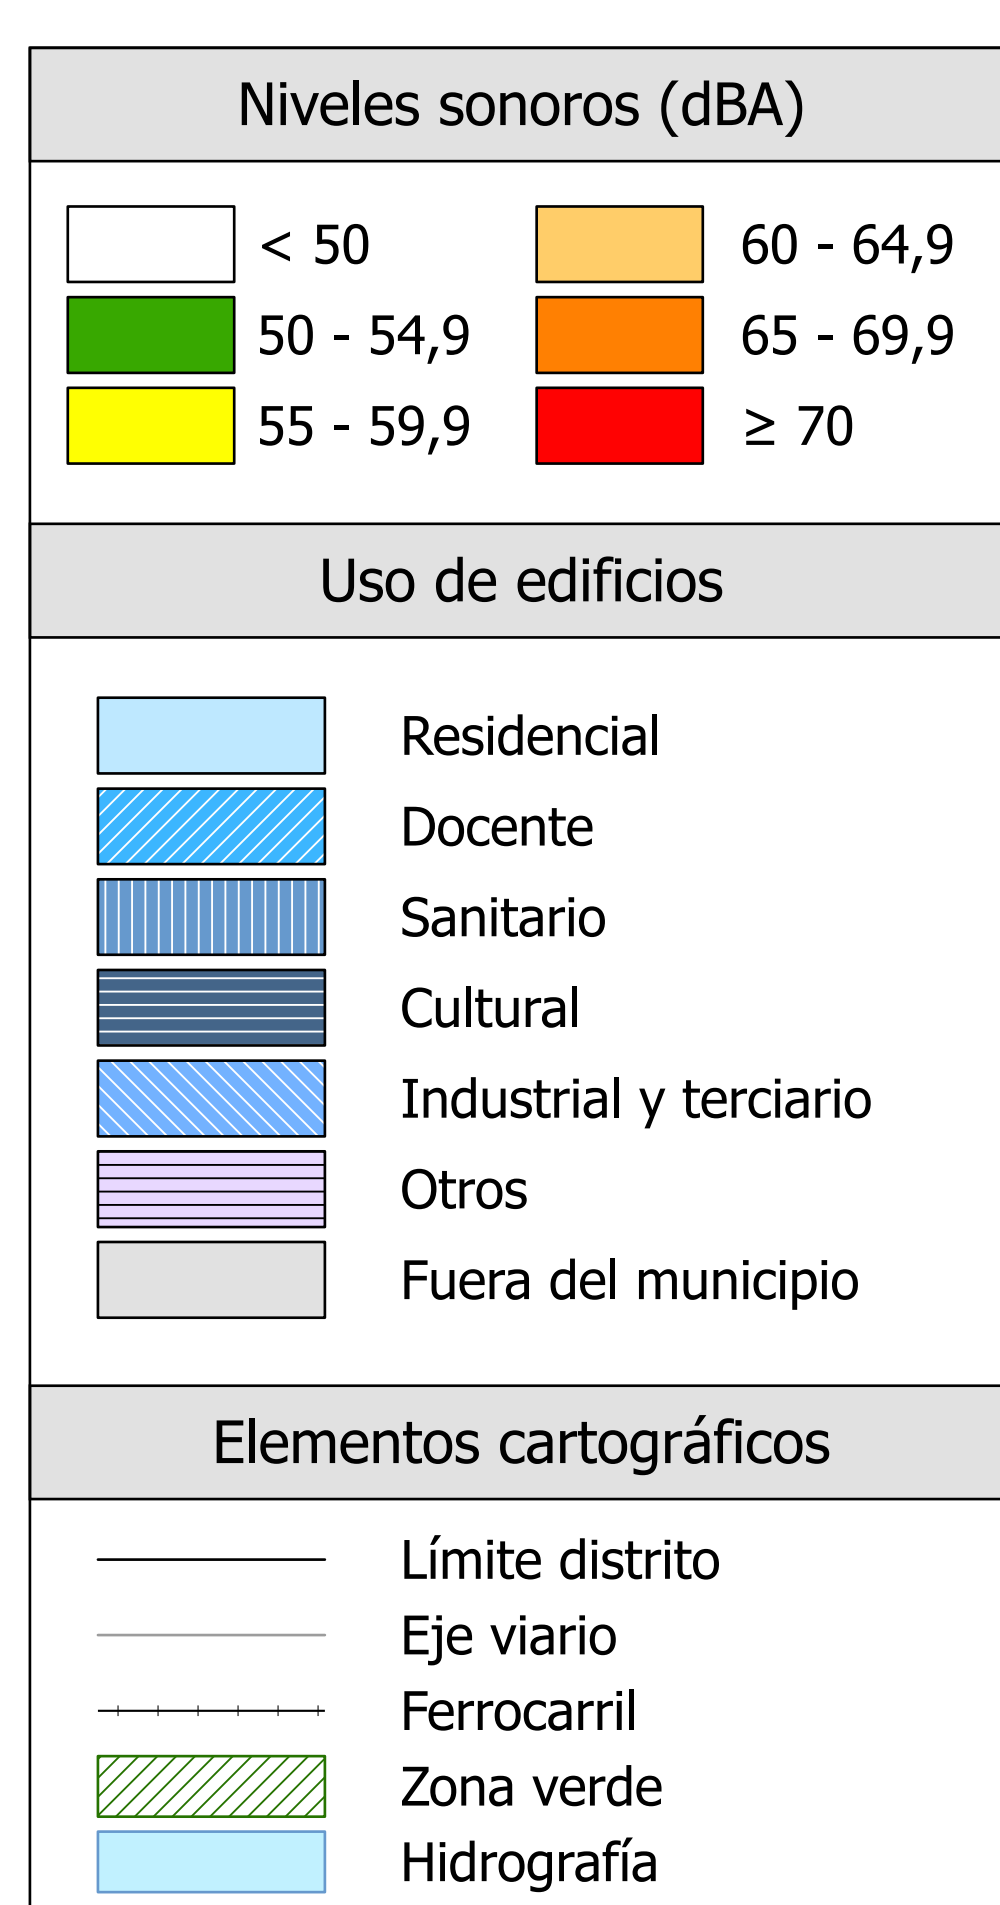 Niveles sonoros (dBA)
< 50
60 - 64,9
50 - 54,9
65 - 69,9
55 - 59,9
≥ 70
Uso de edificios
Residencial
Docente
Sanitario
Cultural
Industrial y terciario
Otros
Fuera del municipio
Elementos cartográficos
Límite distrito
Eje viario
Ferrocarril
Zona verde
Hidrografía